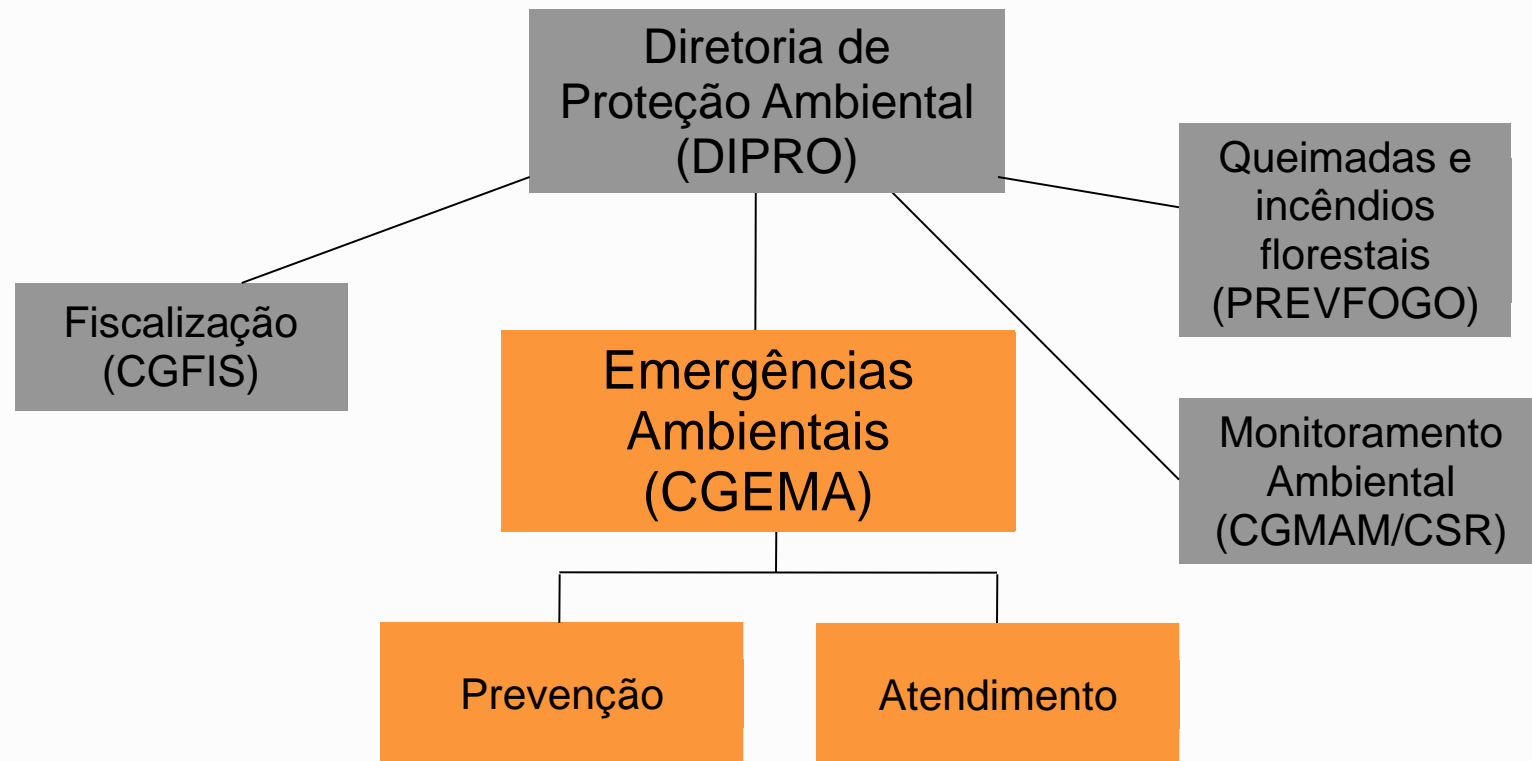 Diretoria de
Proteção Ambiental
(DIPRO)
Queimadas e
incêndios
florestais
(PREVFOGO)
Fiscalização
(CGFIS)
Emergências
Ambientais
(CGEMA)
Monitoramento
Ambiental
(CGMAM/CSR)
Prevenção
Atendimento